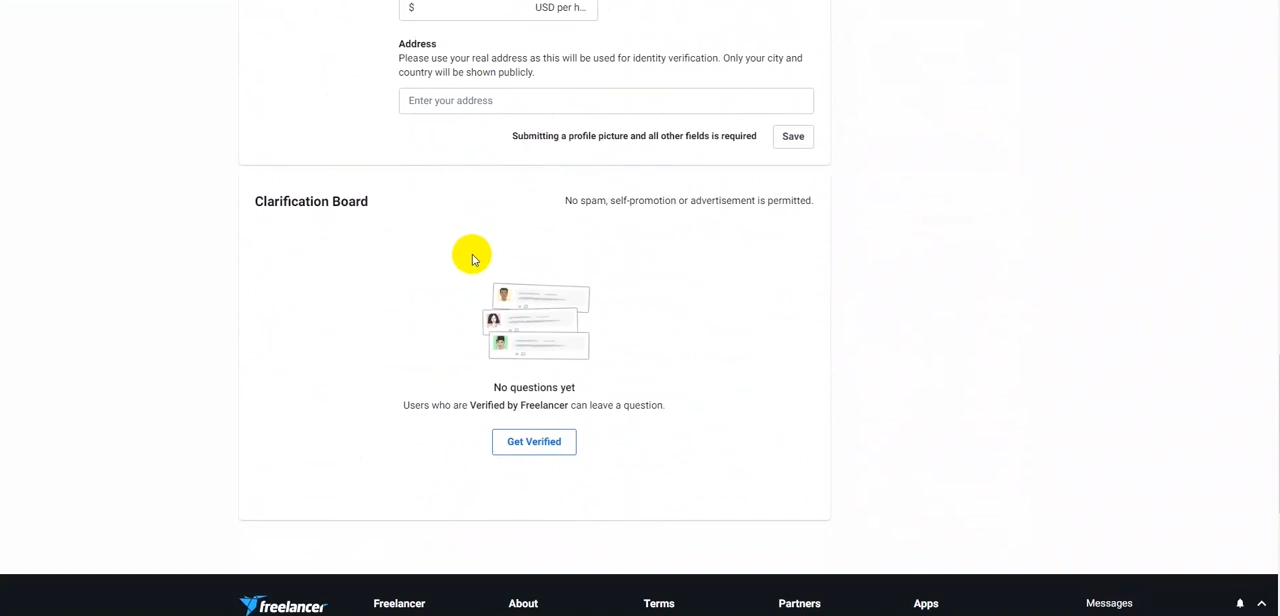 $ USD per h...
Address
Please use your real address as this will be used for identity verification. Only your city and
country will be shown publicly.
Enter your address
Submitting a profile picture and all other fields is required Save
Clarification Board No spam, self-promotion or advertisement is permitted.
No questions yet
Users who are Verified by Freelancer can leave a question.
Get Verified
freelancer Freelancer About Terms Partners Apps Messages